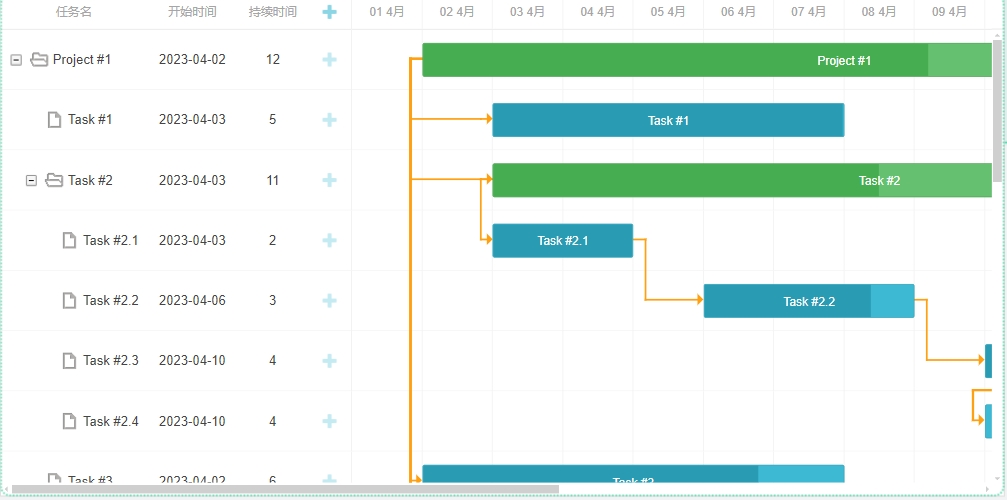 任务名 开始时间 持续时间 01 4月 02 4月 03 4月 04 4月 05 4月 06 4月 07 4月 08 4月 09 4月
Project #1 2023-04-02 12 Project #1
Task #1 2023-04-03 5 Task #1
Task #2 2023-04-03 11 Task #2
Task #2.1 2023-04-03 2 Task #2.1
Task #2.2 2023-04-06 3 Task #2.2
Task #2.3 2023-04-10 4
Task #2.4 2023-04-10 4
Task #3 2023-04-02 6 Task #3